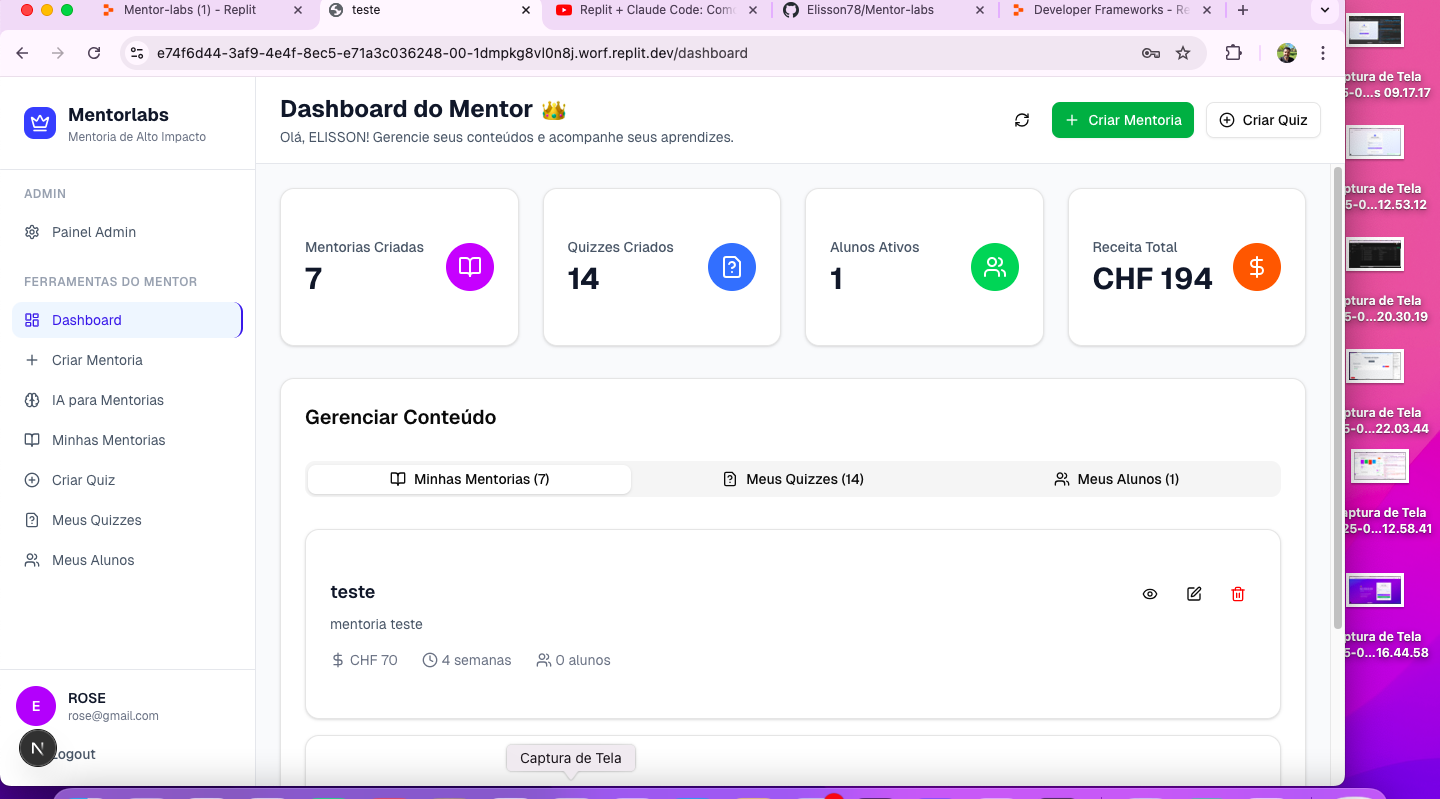 Mentor-labs (1) - Replit
teste
Replit + Claude Code: Com
Elisson78/Mentor-labs
Developer Frameworks - Re
e74f6d44-3af9-4e4f-8ec5-e71a3c036248-00-1dmpkg8vl0n8j.worf.replit.dev/dashboard
Mentorlabs
Mentoria de Alto Impacto
ADMIN
Painel Admin
FERRAMENTAS DO MENTOR
Dashboard
Criar Mentoria
IA para Mentorias
Minhas Mentorias
Criar Quiz
Meus Quizzes
Meus Alunos
E
ROSE
rose@gmail.com
N
Logout
Dashboard do Mentor
Olá, ELISSON! Gerencie seus conteúdos e acompanhe seus aprendizes.
Criar Mentoria
Criar Quiz
Mentorias Criadas
7
Quizzes Criados
14
Alunos Ativos
1
Receita Total
CHF 194
Gerenciar Conteúdo
Minhas Mentorias (7)
Meus Quizzes (14)
Meus Alunos (1)
teste
mentoria teste
CHF 70
4 semanas
0 alunos
Captura de Tela
ptura de Tela
5-0...s 09.17.17
ptura de Tela
5-0...12.53.12
ptura de Tela
5-0...20.30.19
ptura de Tela
5-0...22.03.44
aptura de Tela
25-0...12.58.41
ptura de Tela
5-0...16.44.58